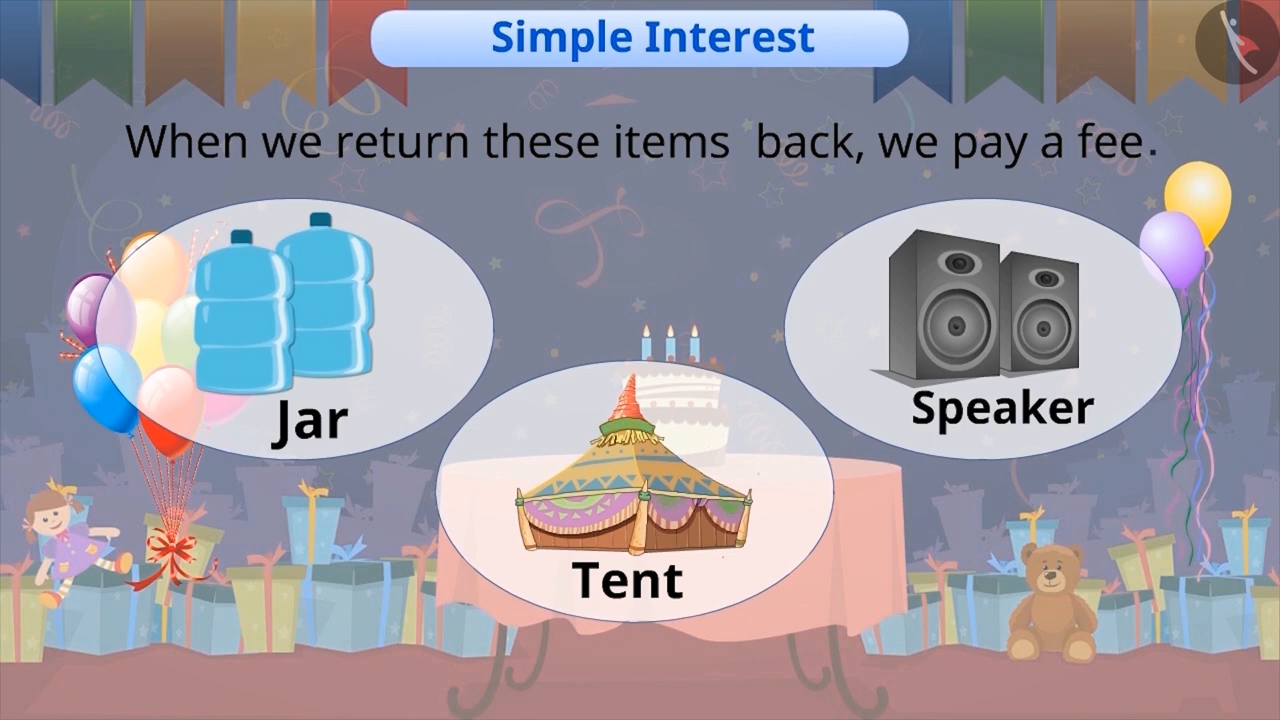 Simple Interest
When we return these items  back, we pay a fee.
Jar
Speaker
Tent